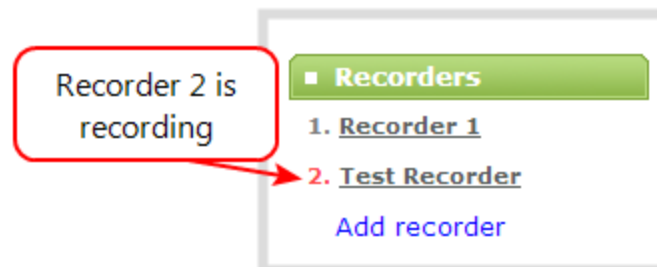 Recorder 2 is
recording
Recorders
1. Recorder 1
2. Test Recorder
Add recorder